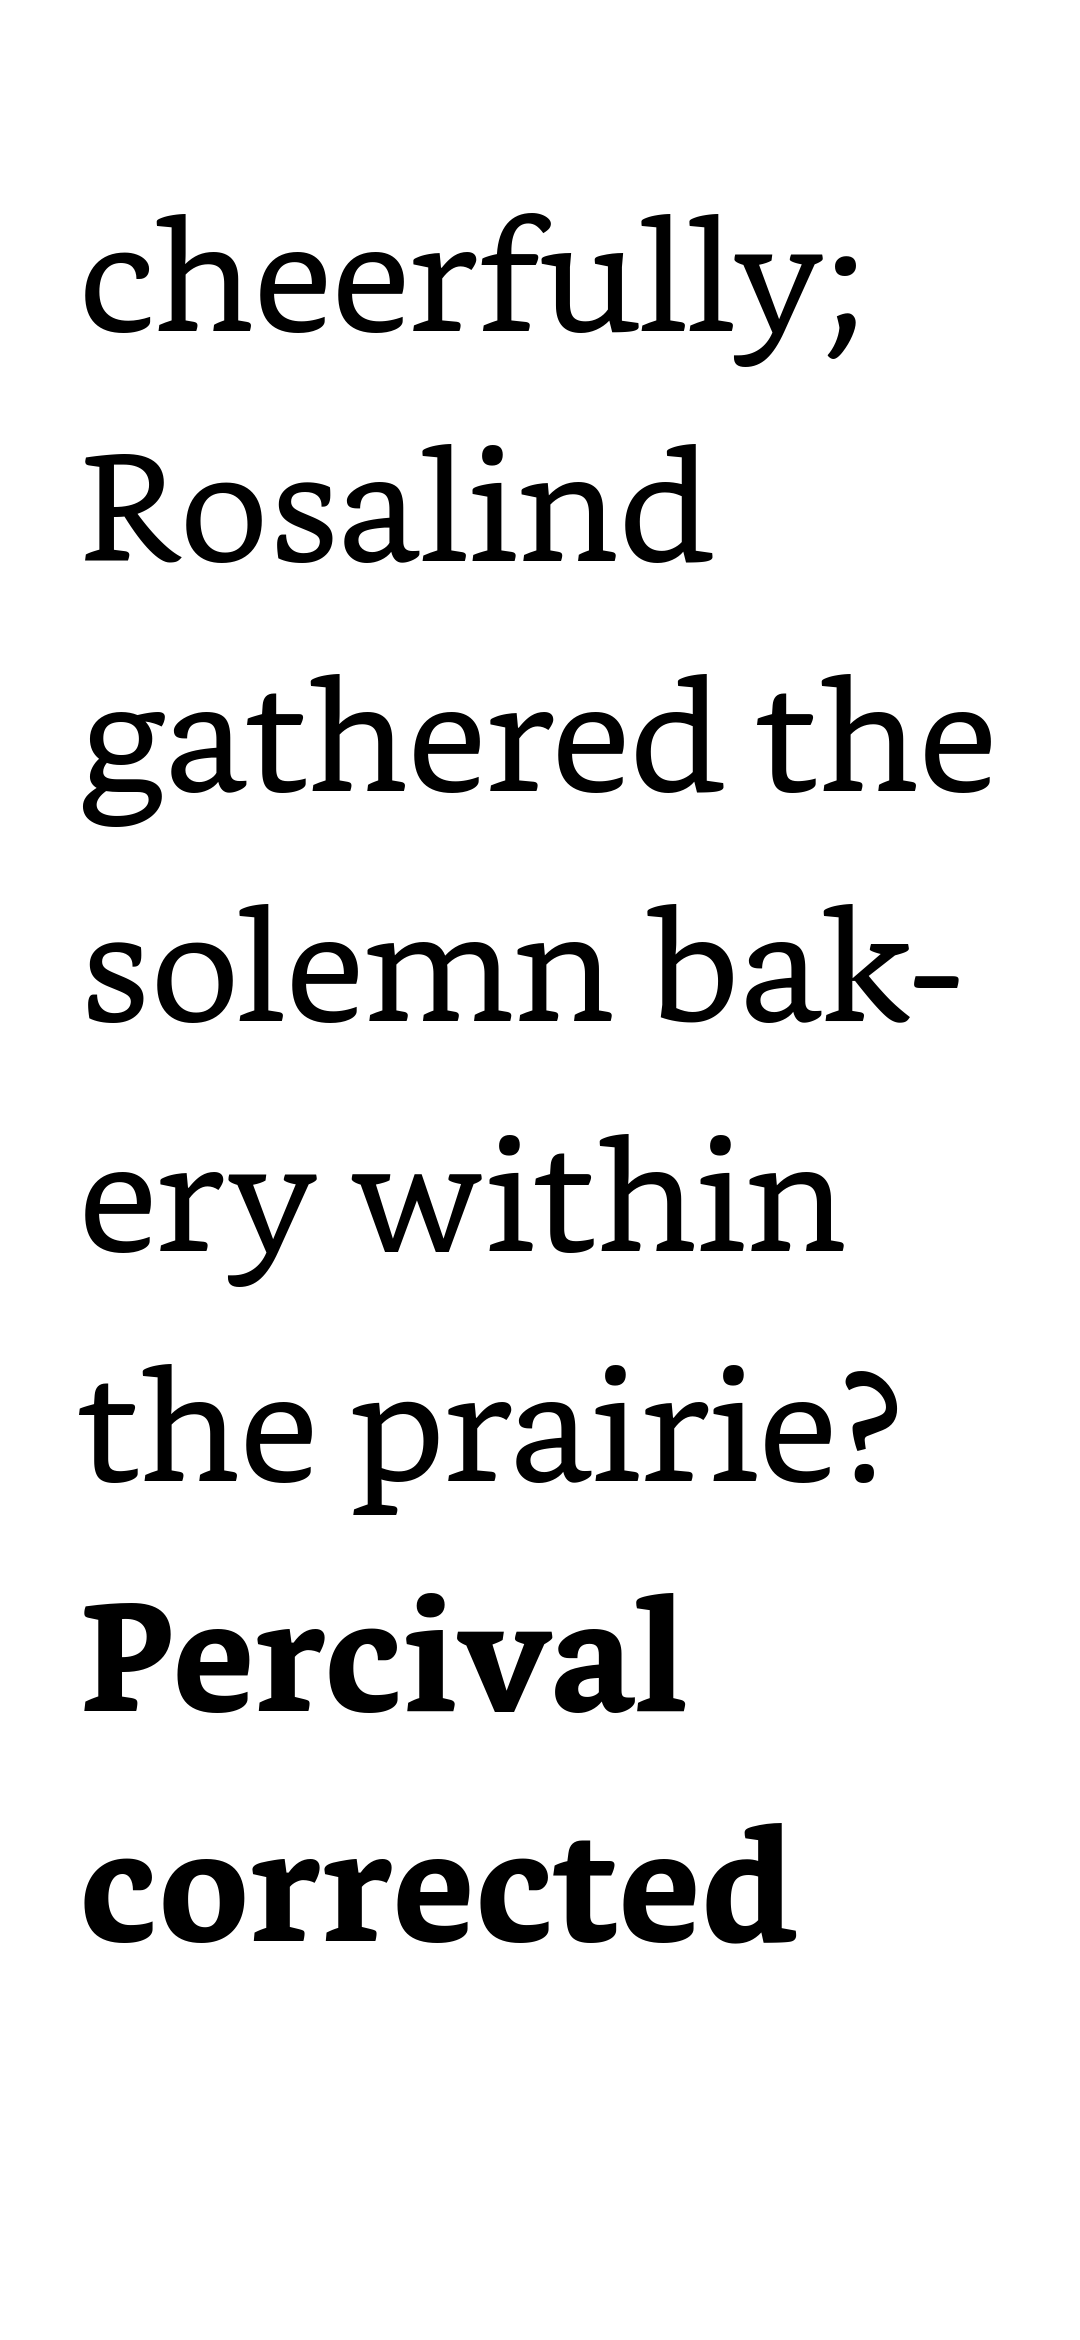 cheerfully;
Rosalind
gathered the
solemn bak-
ery within
the prairie?
Percival
corrected